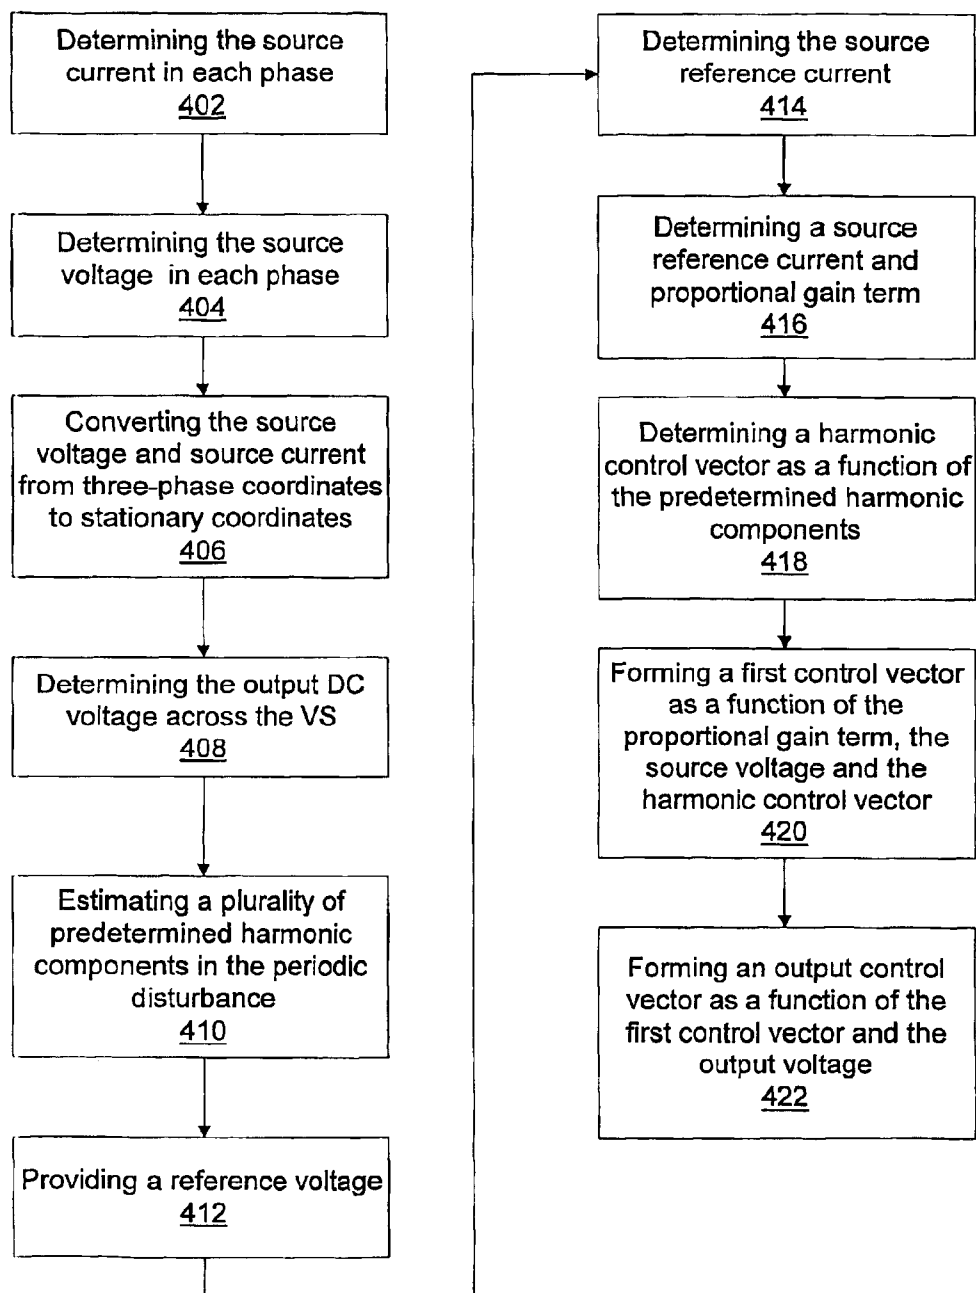 Determining the source
current in each phase
402
Determining the source
voltage in each phase
404
Converting the source
voltage and source current
from three-phase coordinates
to stationary coordinates
406
Determining the output DC
voltage across the VS
408
Estimating a plurality of
predetermined harmonic
components in the periodic
disturbance
410
Providing a reference voltage
412
Determining the source
reference current
414
Determining a source
reference current and
proportional gain term
416
Determining a harmonic
control vector as a function of
the predetermined harmonic
components
418
Forming a first control vector
as a function of the
proportional gain term, the
source voltage and the
harmonic control vector
420
Forming an output control
vector as a function of the
first control vector and the
output voltage
422